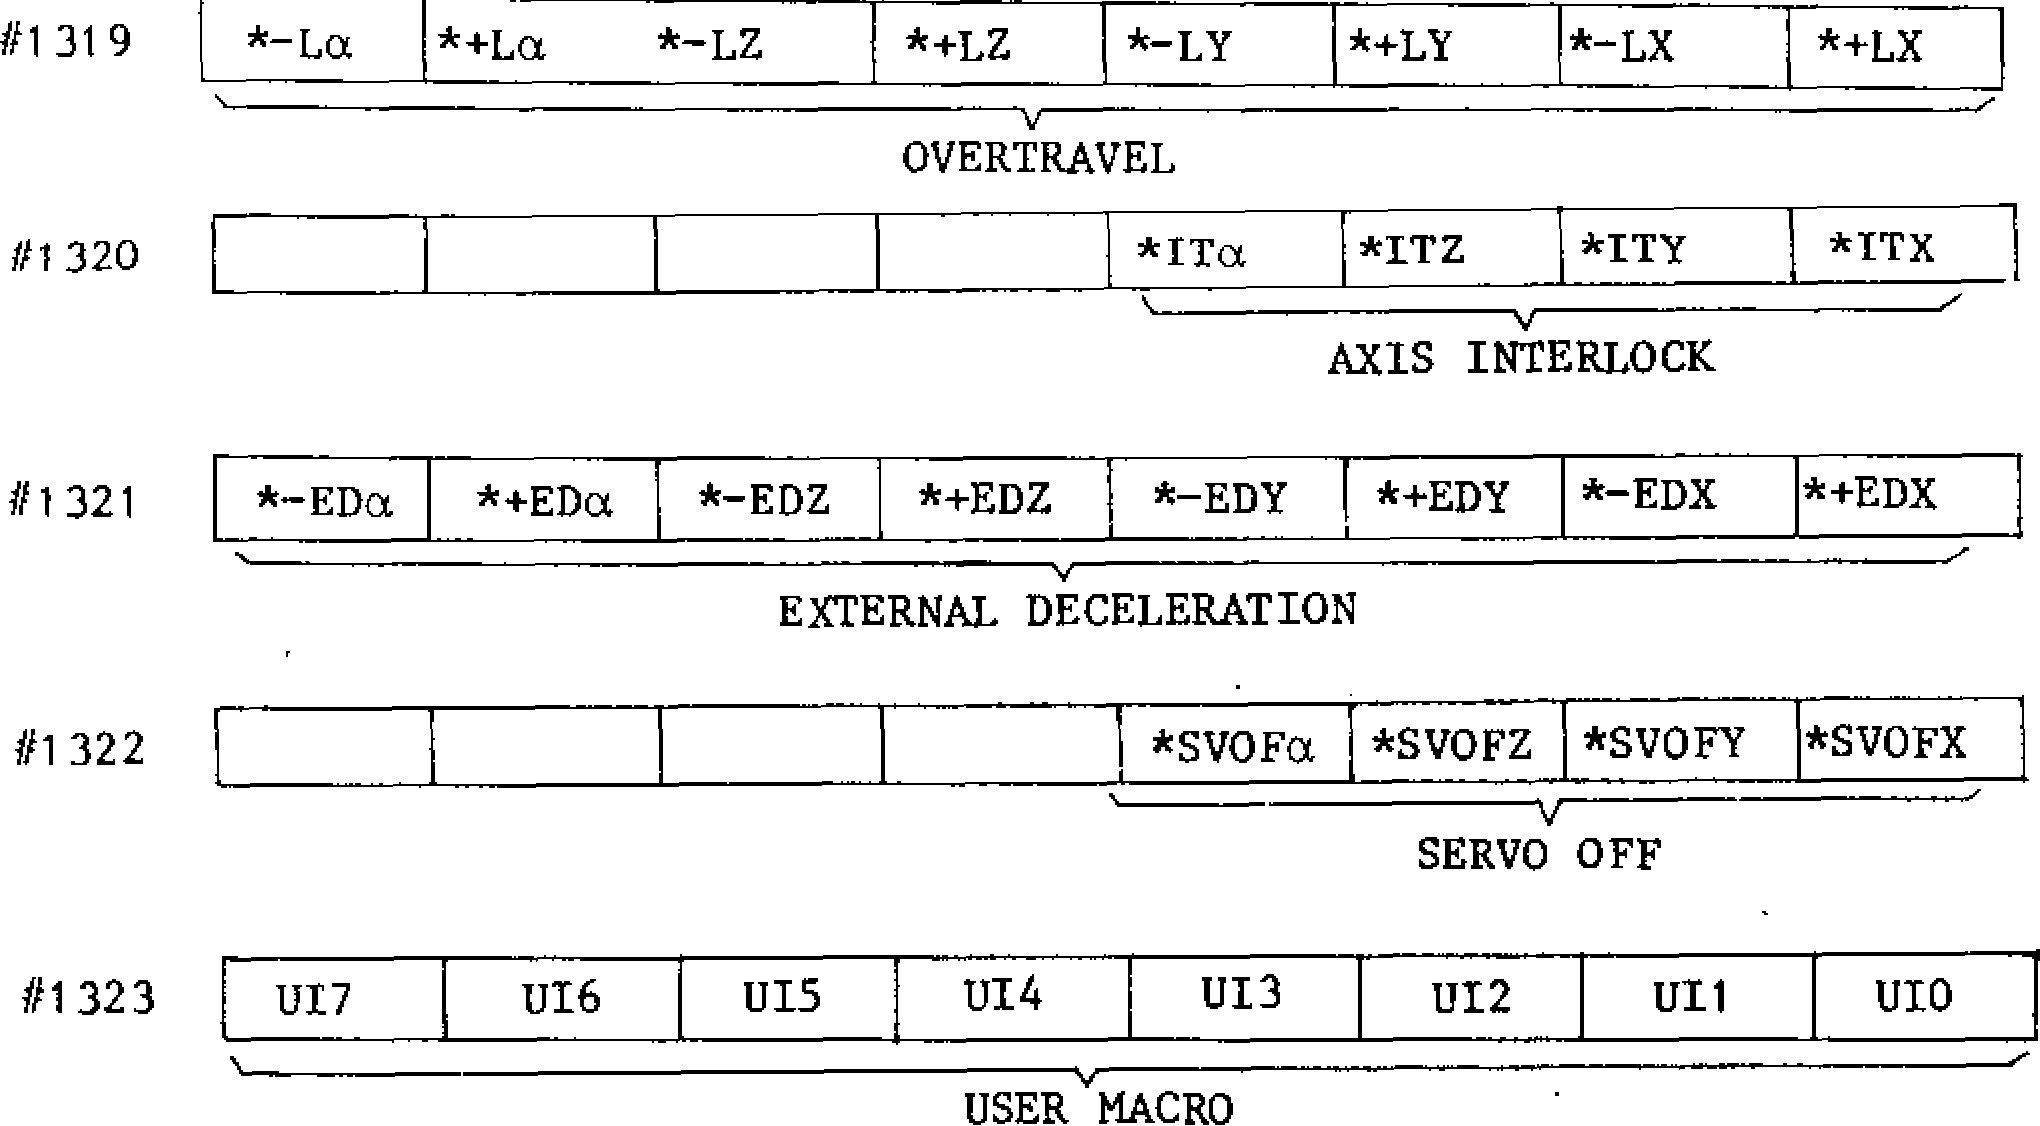 #1319 *-Lα *+Lα *-LZ *+LZ *-LY *+LY *-LX *+LX
OVERTRAVEL
#1320 *ITα *ITZ *ITY *ITX
AXIS INTERLOCK
#1321 *-EDα *+EDα *-EDZ *+EDZ *-EDY *+EDY *-EDX *+EDX
EXTERNAL DECELERATION
#1322 *SVOFα *SVOFZ *SVOFY *SVOFX
SERVO OFF
#1323 UI7 UI6 UI5 UI4 UI3 UI2 UI1 UI0
USER MACRO